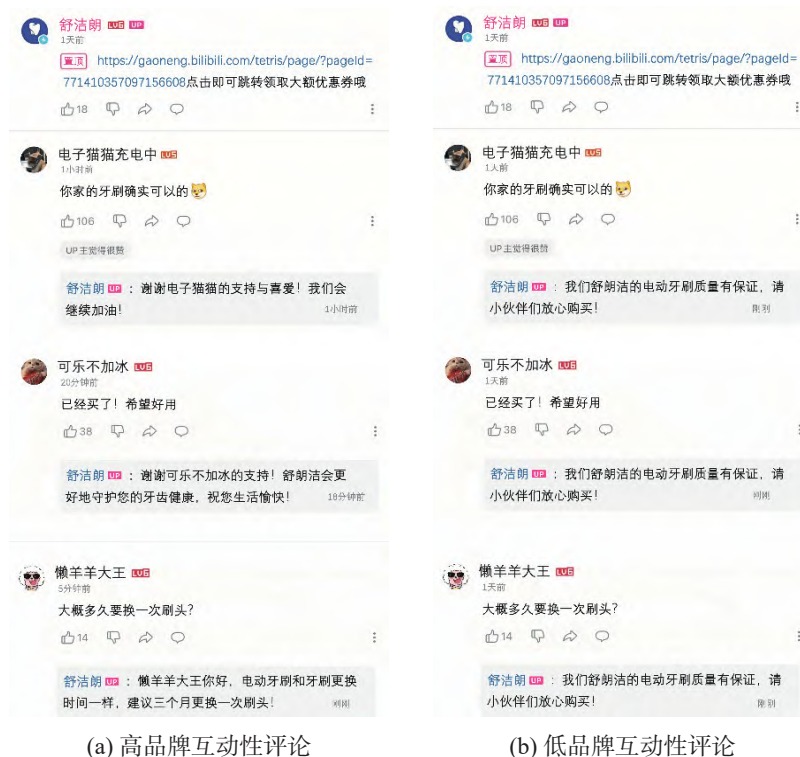 舒洁朗 LV6 UP
1天前
置顶 https://gaoneng.bilibili.com/tetris/page/?pageId=
771410357097156608点击即可跳转领取大额优惠券哦
18
电子猫猫充电中 LV5
1小时前
你家的牙刷确实可以的
106
UP主觉得很赞
舒洁朗 UP : 谢谢电子猫猫的支持与喜爱！我们会
继续加油！ 1小时前
可乐不加冰 LV6
20分钟前
已经买了！希望好用
38
舒洁朗 UP : 谢谢可乐不加冰的支持！舒朗洁会更
好地守护您的牙齿健康，祝您生活愉快！ 18分钟前
懒羊羊大王 LV6
5分钟前
大概多久要换一次刷头？
14
舒洁朗 UP : 懒羊羊大王你好，电动牙刷和牙刷更换
时间一样，建议三个月更换一次刷头！ 刚刚
(a) 高品牌互动性评论
舒洁朗 LV6 UP
1天前
置顶 https://gaoneng.bilibili.com/tetris/page/?pageId=
771410357097156608点击即可跳转领取大额优惠券哦
18
电子猫猫充电中 LV5
1天前
你家的牙刷确实可以的
106
UP主觉得很赞
舒洁朗 UP : 我们舒朗洁的电动牙刷质量有保证，请
小伙伴们放心购买！ 刚刚
可乐不加冰 LV6
1天前
已经买了！希望好用
38
舒洁朗 UP : 我们舒朗洁的电动牙刷质量有保证，请
小伙伴们放心购买！ 刚刚
懒羊羊大王 LV6
1天前
大概多久要换一次刷头？
14
舒洁朗 UP : 我们舒朗洁的电动牙刷质量有保证，请
小伙伴们放心购买！ 刚刚
(b) 低品牌互动性评论